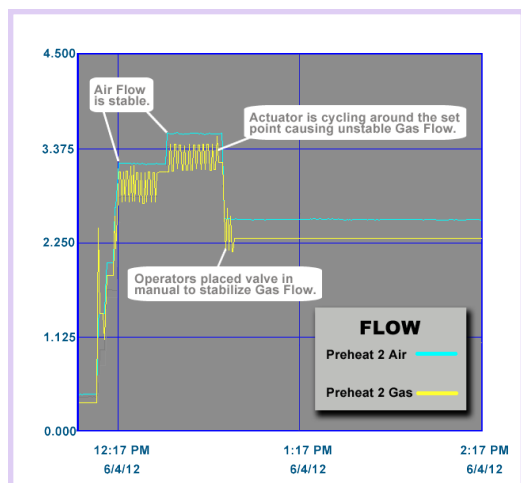 4.500
Air Flow
is stable.
Actuator is cycling around the set
point causing unstable Gas Flow.
3.375
2.250
Operators placed valve in
manual to stabilize Gas Flow.
1.125
FLOW
Preheat 2 Air
Preheat 2 Gas
0.000
12:17 PM
6/4/12
1:17 PM
6/4/12
2:17 PM
6/4/12